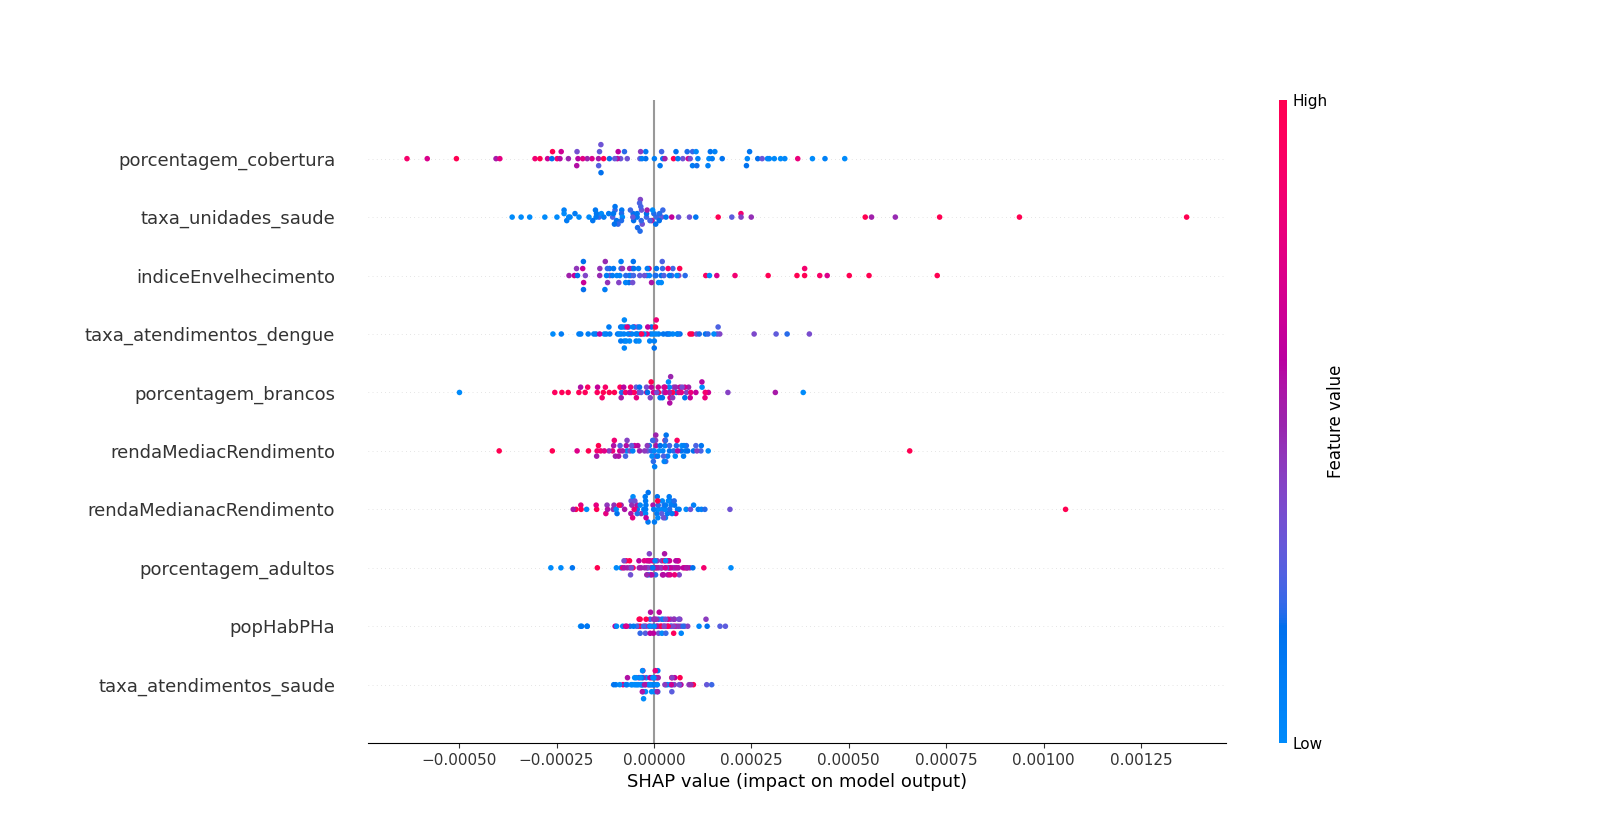 High
porcentagem_cobertura
taxa_unidades_saude
indiceEnvelhecimento
taxa_atendimentos_dengue
porcentagem_brancos
rendaMediacRendimento
rendaMedianacRendimento
porcentagem_adultos
popHabPHa
taxa_atendimentos_saude
Feature value
Low
−0.00050 −0.00025 0.00000 0.00025 0.00050 0.00075 0.00100 0.00125
SHAP value (impact on model output)